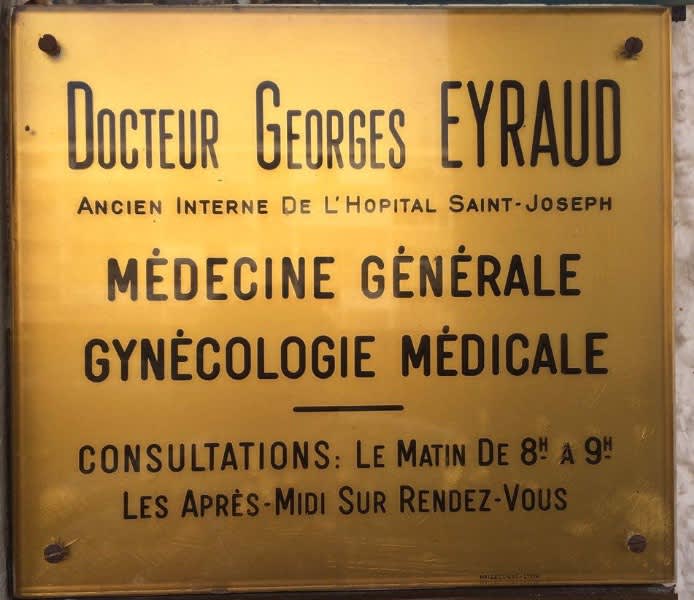 DOCTEUR GEORGES EYRAUD
ANCIEN INTERNE DE L'HOPITAL SAINT-JOSEPH
MÉDECINE GÉNÉRALE
GYNÉCOLOGIE MÉDICALE
CONSULTATIONS: LE MATIN DE 8H A 9H
LES APRÈS-MIDI SUR RENDEZ-VOUS